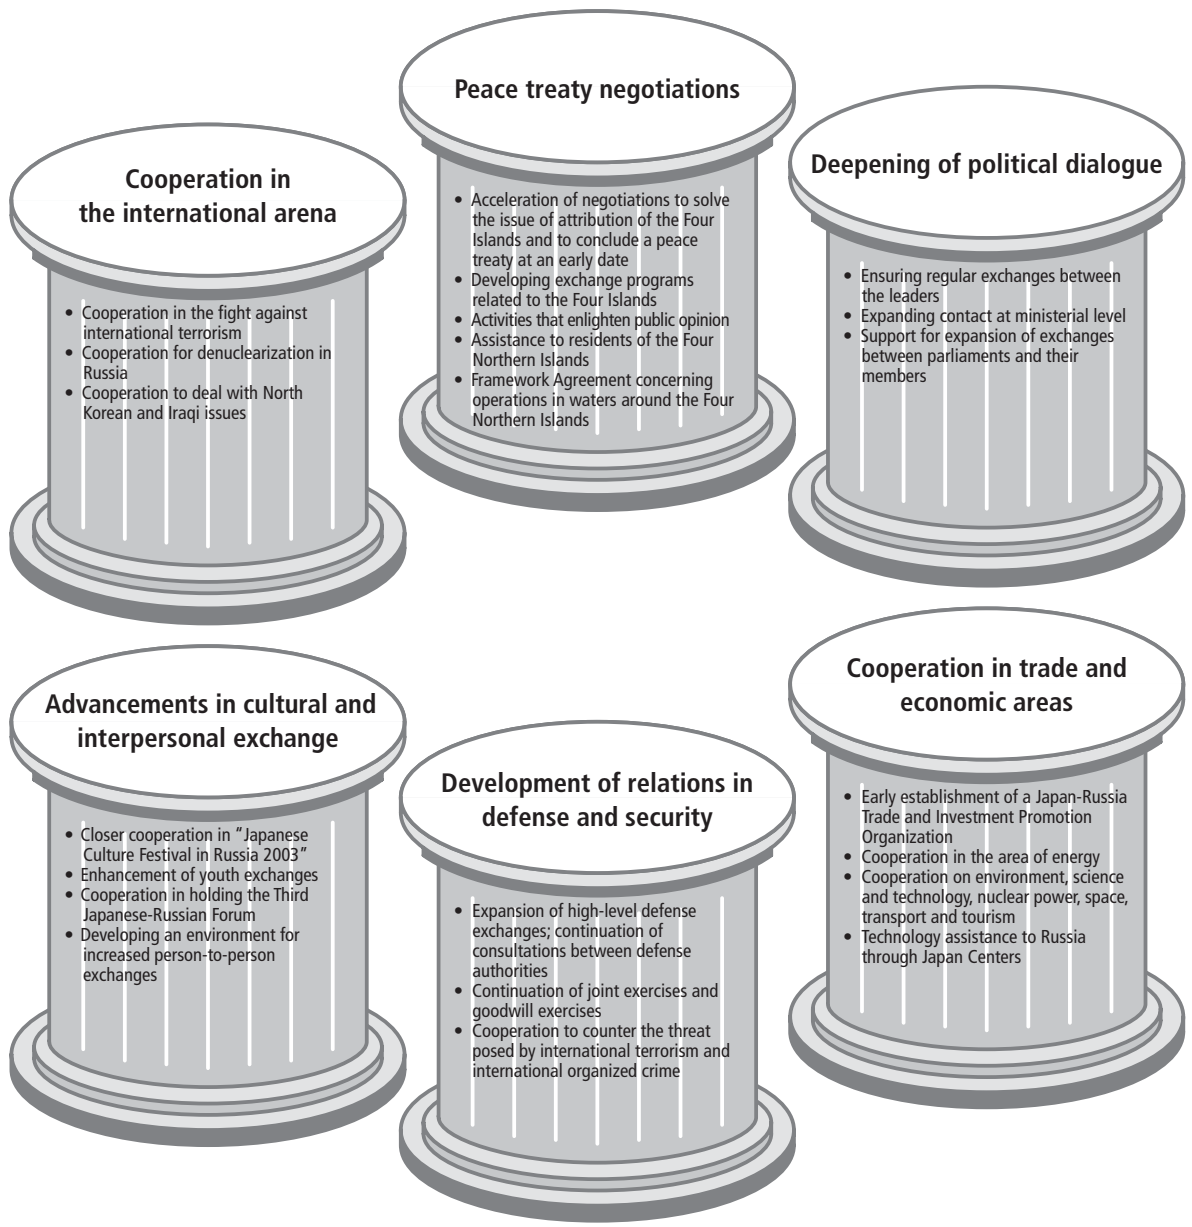 Peace treaty negotiations
• Acceleration of negotiations to solve
the issue of attribution of the Four
Islands and to conclude a peace
treaty at an early date
• Developing exchange programs
related to the Four Islands
• Activities that enlighten public opinion
• Assistance to residents of the Four
Northern Islands
• Framework Agreement concerning
operations in waters around the Four
Northern Islands
Cooperation in
the international arena
• Cooperation in the fight against
international terrorism
• Cooperation for denuclearization in
Russia
• Cooperation to deal with North
Korean and Iraqi issues
Deepening of political dialogue
• Ensuring regular exchanges between
the leaders
• Expanding contact at ministerial level
• Support for expansion of exchanges
between parliaments and their
members
Advancements in cultural and
interpersonal exchange
• Closer cooperation in “Japanese
Culture Festival in Russia 2003”
• Enhancement of youth exchanges
• Cooperation in holding the Third
Japanese-Russian Forum
• Developing an environment for
increased person-to-person
exchanges
Development of relations in
defense and security
• Expansion of high-level defense
exchanges; continuation of
consultations between defense
authorities
• Continuation of joint exercises and
goodwill exercises
• Cooperation to counter the threat
posed by international terrorism and
international organized crime
Cooperation in trade and
economic areas
• Early establishment of a Japan-Russia
Trade and Investment Promotion
Organization
• Cooperation in the area of energy
• Cooperation on environment, science
and technology, nuclear power, space,
transport and tourism
• Technology assistance to Russia
through Japan Centers